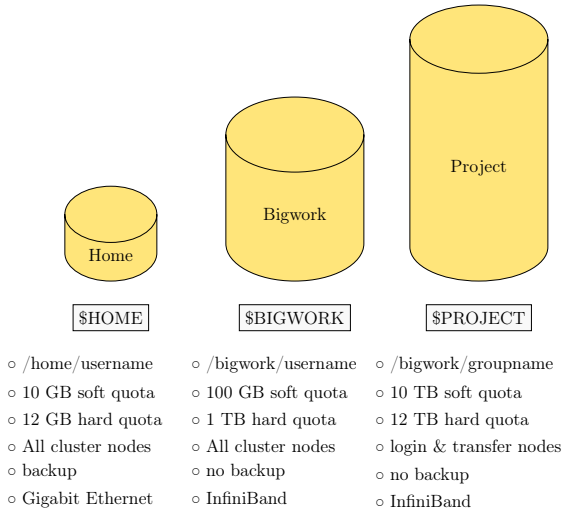 Home
Bigwork
Project
$HOME
○ /home/username
○ 10 GB soft quota
○ 12 GB hard quota
○ All cluster nodes
○ backup
○ Gigabit Ethernet
$BIGWORK
○ /bigwork/username
○ 100 GB soft quota
○ 1 TB hard quota
○ All cluster nodes
○ no backup
○ InfiniBand
$PROJECT
○ /bigwork/groupname
○ 10 TB soft quota
○ 12 TB hard quota
○ login & transfer nodes
○ no backup
○ InfiniBand